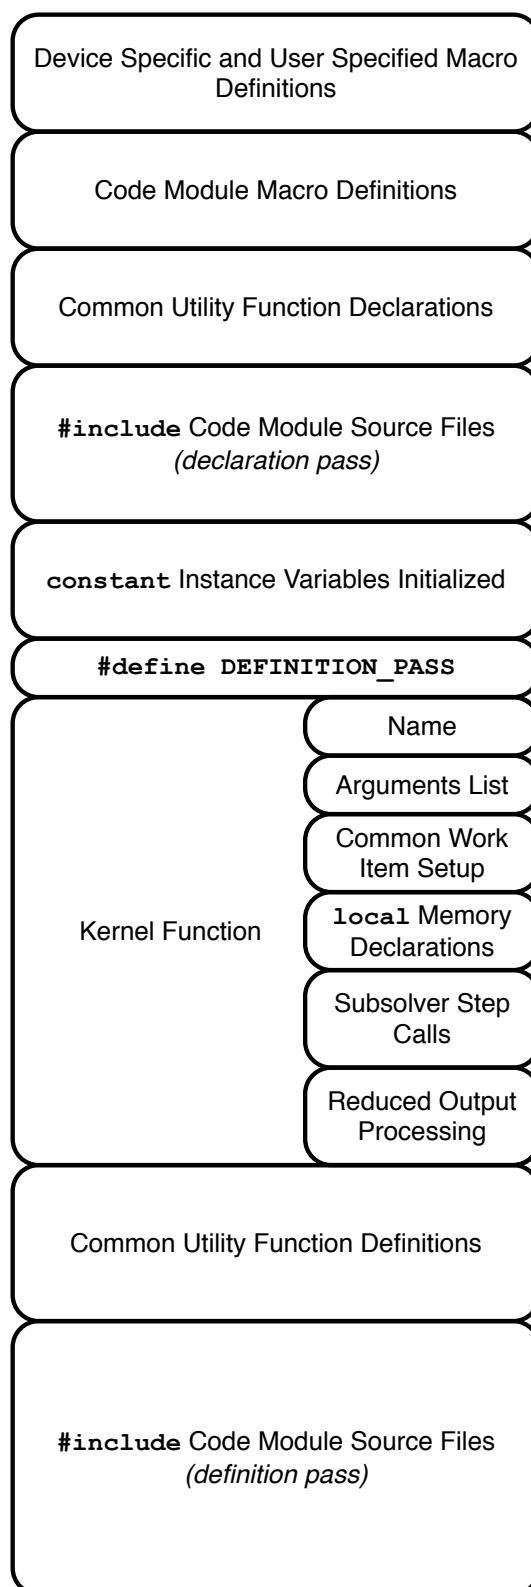 Device Specific and User Specified Macro
Definitions
Code Module Macro Definitions
Common Utility Function Declarations
#include Code Module Source Files
(declaration pass)
constant Instance Variables Initialized
#define DEFINITION_PASS
Kernel Function
Name
Arguments List
Common Work
Item Setup
local Memory
Declarations
Subsolver Step
Calls
Reduced Output
Processing
Common Utility Function Definitions
#include Code Module Source Files
(definition pass)